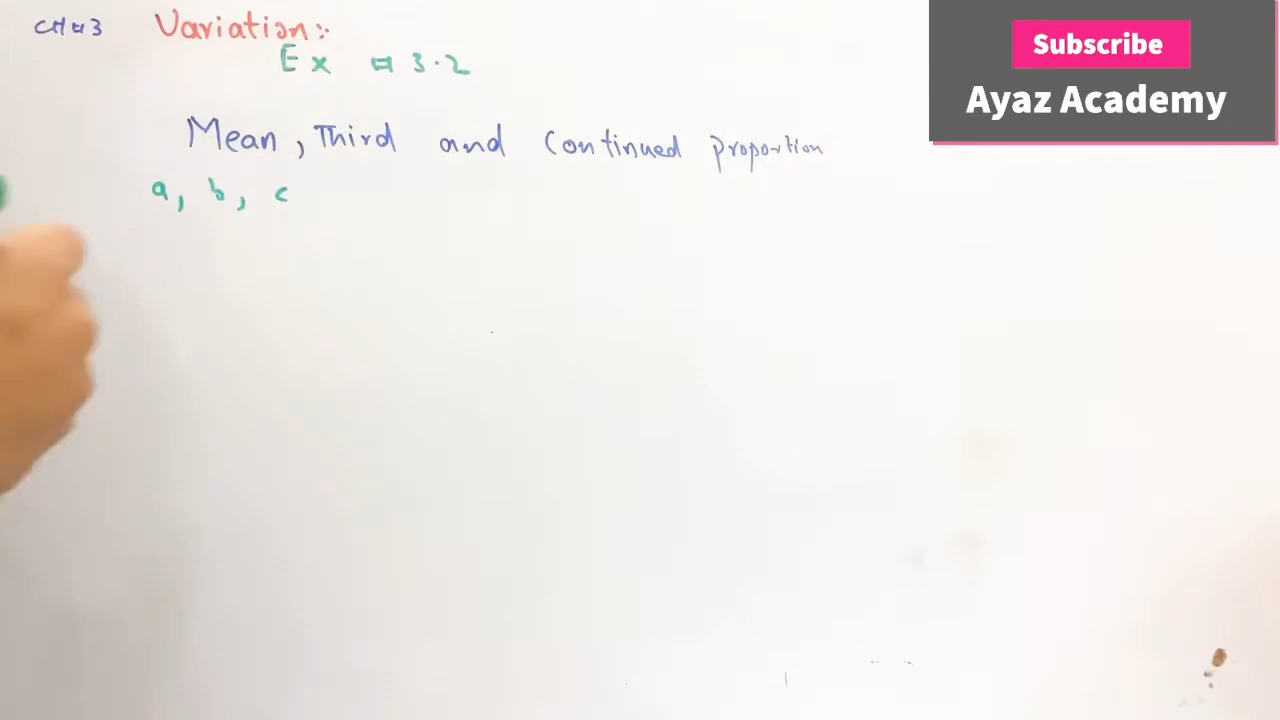 CH # 3 Variation:-
Ex # 3.2
Mean, Third and Continued proportion
a, b, c
Subscribe
Ayaz Academy